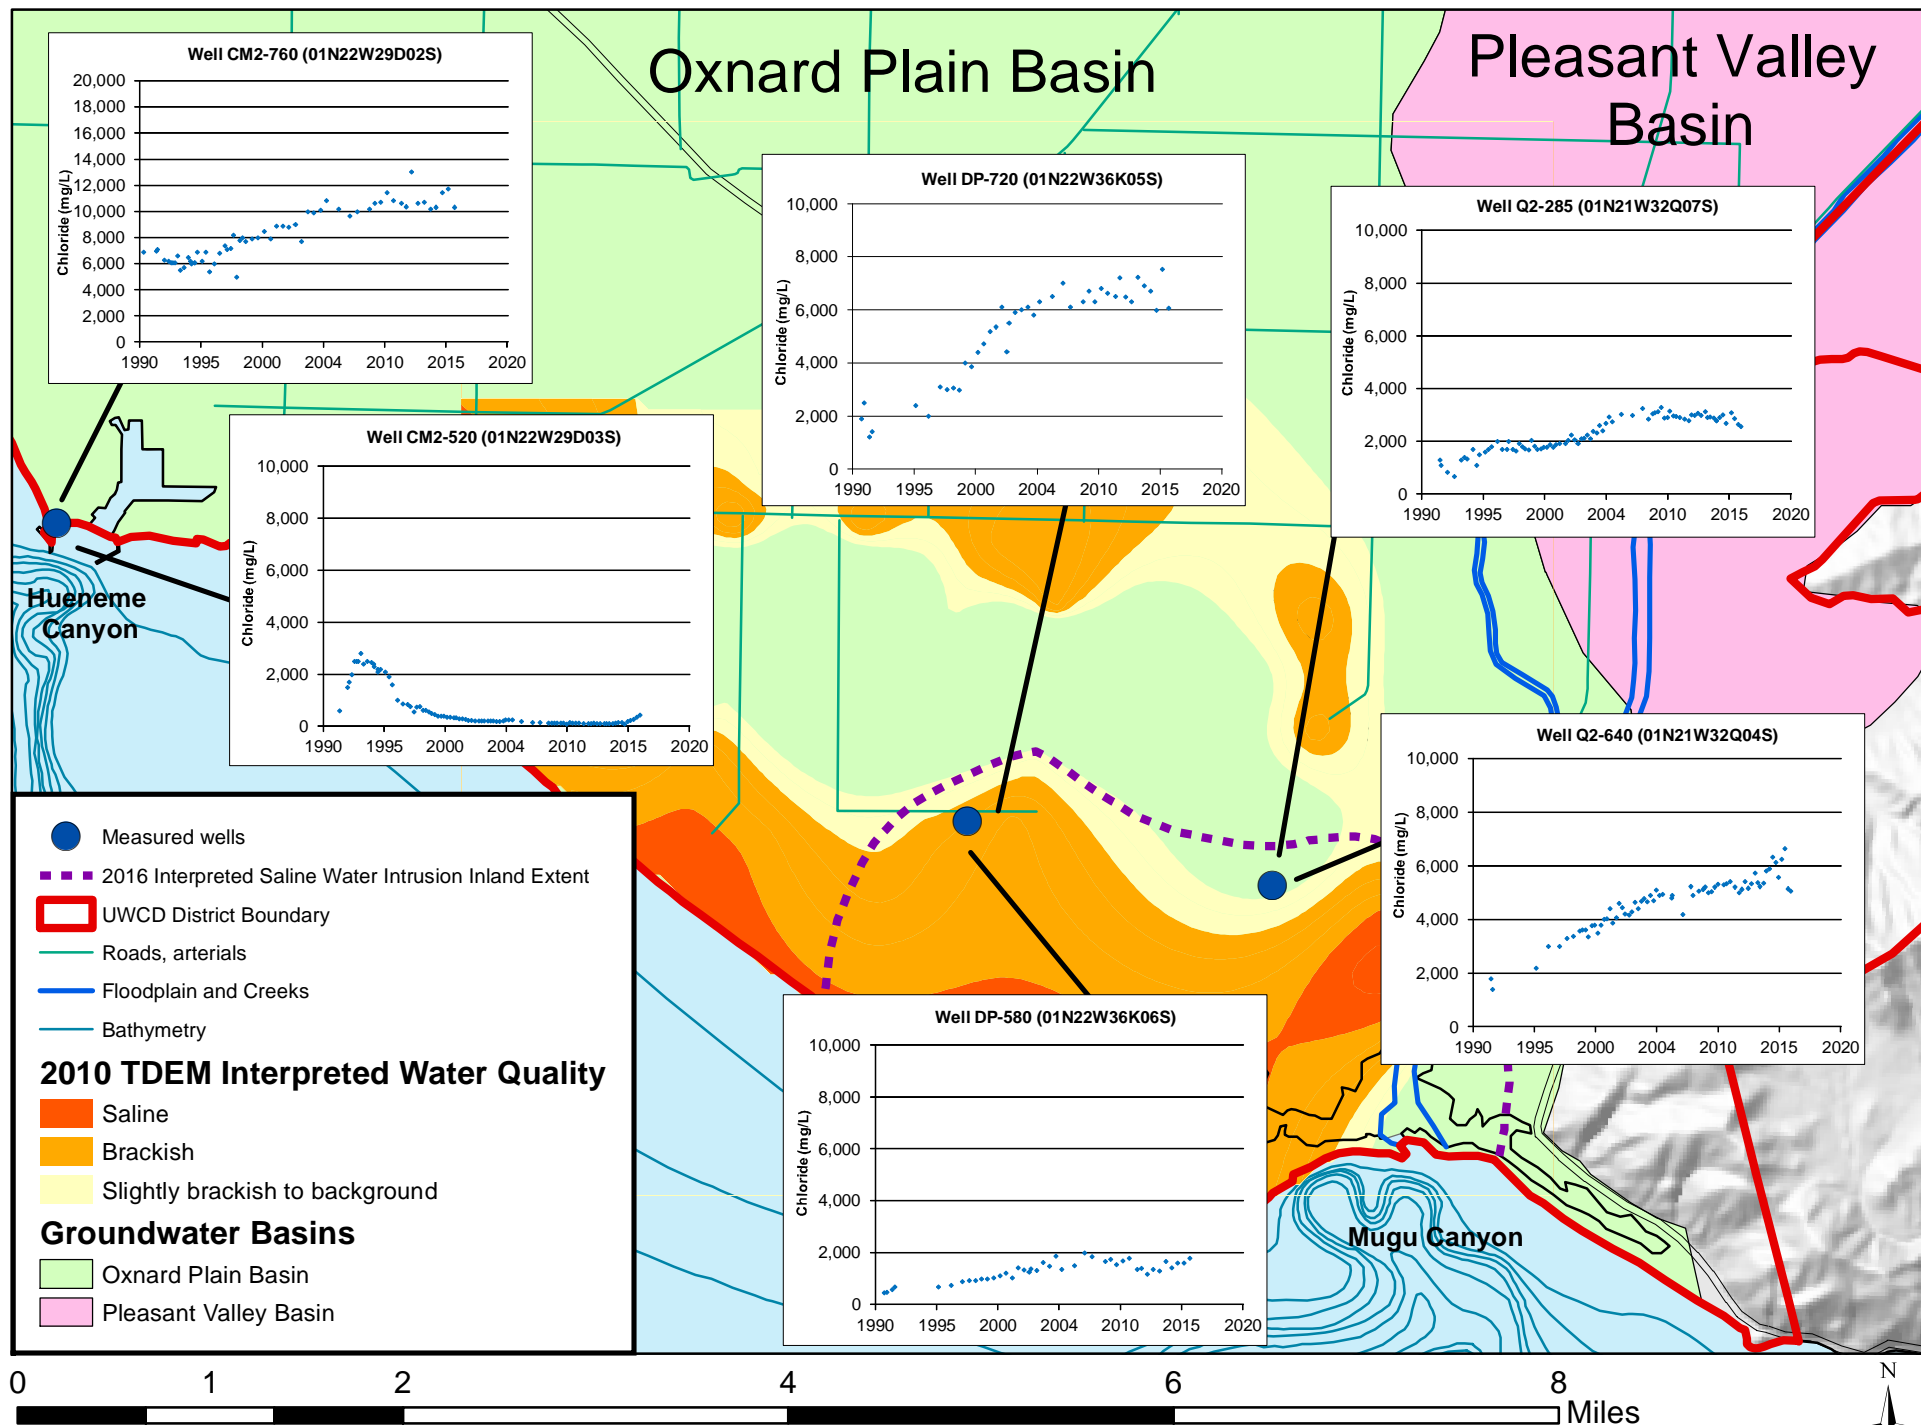 Oxnard Plain Basin
Pleasant Valley
Basin
Well CM2-760 (01N22W29D02S)
Chloride (mg/L)
20,000
18,000
16,000
14,000
12,000
10,000
8,000
6,000
4,000
2,000
0
1990 1995 2000 2004 2010 2015 2020
Well DP-720 (01N22W36K05S)
Chloride (mg/L)
10,000
8,000
6,000
4,000
2,000
0
1990 1995 2000 2004 2010 2015 2020
Well Q2-285 (01N21W32Q07S)
Chloride (mg/L)
10,000
8,000
6,000
4,000
2,000
0
1990 1995 2000 2004 2010 2015 2020
Well CM2-520 (01N22W29D03S)
Chloride (mg/L)
10,000
8,000
6,000
4,000
2,000
0
1990 1995 2000 2004 2010 2015 2020
Hueneme
Canyon
Well Q2-640 (01N21W32Q04S)
Chloride (mg/L)
10,000
8,000
6,000
4,000
2,000
0
1990 1995 2000 2004 2010 2015 2020
Well DP-580 (01N22W36K06S)
Chloride (mg/L)
10,000
8,000
6,000
4,000
2,000
0
1990 1995 2000 2004 2010 2015 2020
Mugu Canyon
Measured wells
2016 Interpreted Saline Water Intrusion Inland Extent
UWCD District Boundary
Roads, arterials
Floodplain and Creeks
Bathymetry
2010 TDEM Interpreted Water Quality
Saline
Brackish
Slightly brackish to background
Groundwater Basins
Oxnard Plain Basin
Pleasant Valley Basin
0 1 2 4 6 8
Miles
N